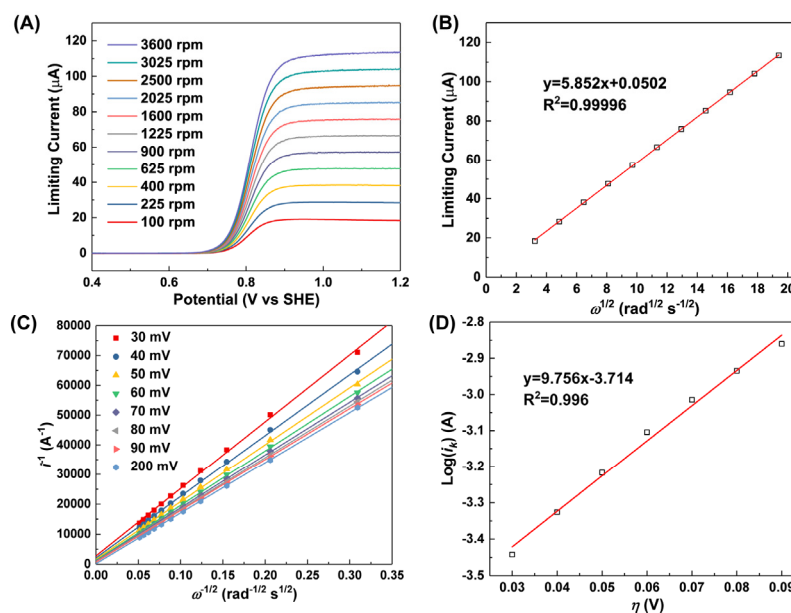 (A)
120
100
80
60
40
20
0
Limiting Current (μA)
3600 rpm
3025 rpm
2500 rpm
2025 rpm
1600 rpm
1225 rpm
900 rpm
625 rpm
400 rpm
225 rpm
100 rpm
0.4 0.6 0.8 1.0 1.2
Potential (V vs SHE)
(B)
120
100
80
60
40
20
0
Limiting Current (μA)
y=5.852x+0.0502
R²=0.99996
0 2 4 6 8 10 12 14 16 18 20
ω^1/2 (rad^1/2 s^-1/2)
(C)
80000
70000
60000
50000
40000
30000
20000
10000
0
i^-1 (A^-1)
30 mV
40 mV
50 mV
60 mV
70 mV
80 mV
90 mV
200 mV
0.00 0.05 0.10 0.15 0.20 0.25 0.30 0.35
ω^-1/2 (rad^-1/2 s^1/2)
(D)
-2.8
-2.9
-3.0
-3.1
-3.2
-3.3
-3.4
-3.5
Log(i_k) (A)
y=9.756x-3.714
R²=0.996
0.03 0.04 0.05 0.06 0.07 0.08 0.09
η (V)